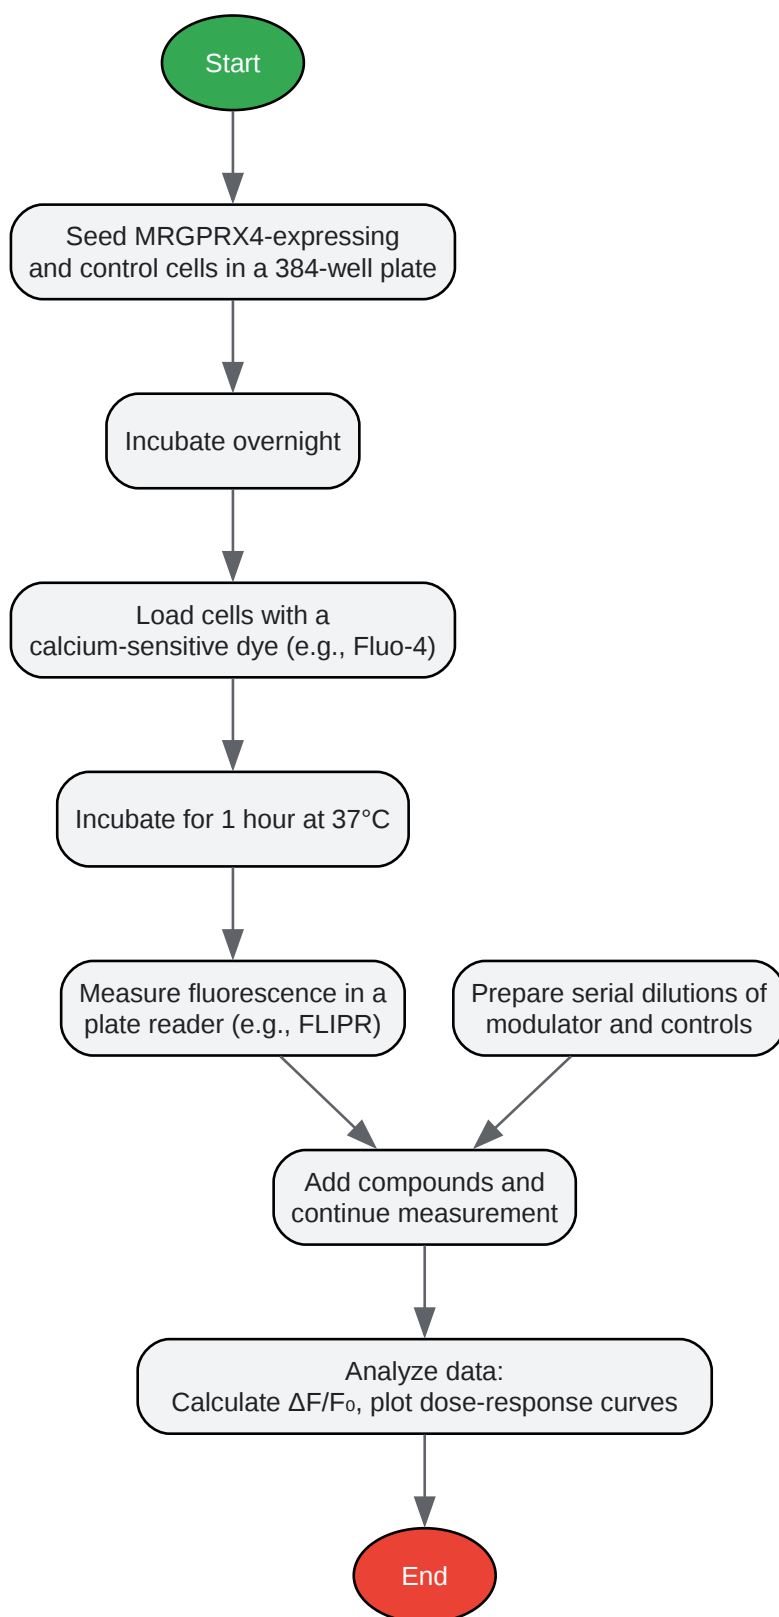 Start
Seed MRGPRX4-expressing
and control cells in a 384-well plate
Incubate overnight
Load cells with a
calcium-sensitive dye (e.g., Fluo-4)
Incubate for 1 hour at 37°C
Measure fluorescence in a
plate reader (e.g., FLIPR)
Prepare serial dilutions of
modulator and controls
Add compounds and
continue measurement
Analyze data:
Calculate ΔF/F₀, plot dose-response curves
End